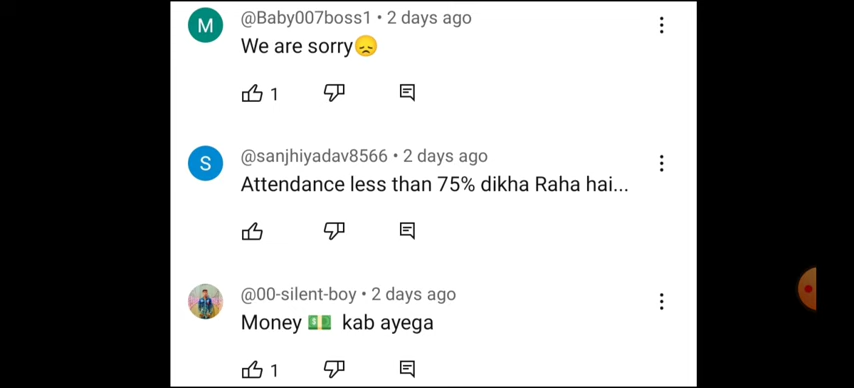 M
@Baby007boss1 • 2 days ago
We are sorry😞
1
S
@sanjhiyadav8566 • 2 days ago
Attendance less than 75% dikha Raha hai...
@00-silent-boy • 2 days ago
Money 💵 kab ayega
1